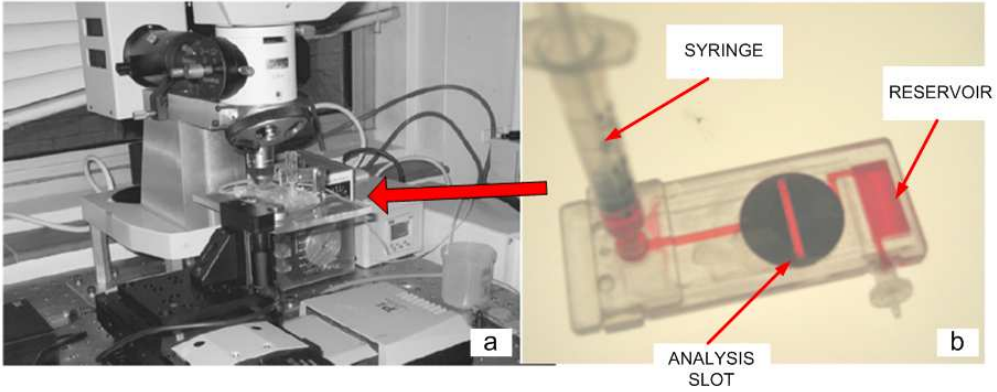 SYRINGE
RESERVOIR
a
b
ANALYSIS
SLOT